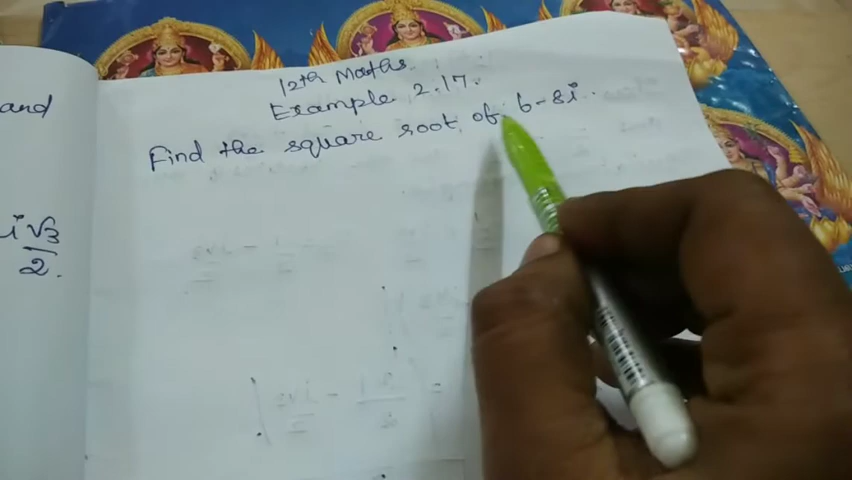 12th Maths
Example 2.17.
Find the square root of 6-8i.
and
i√3
2.